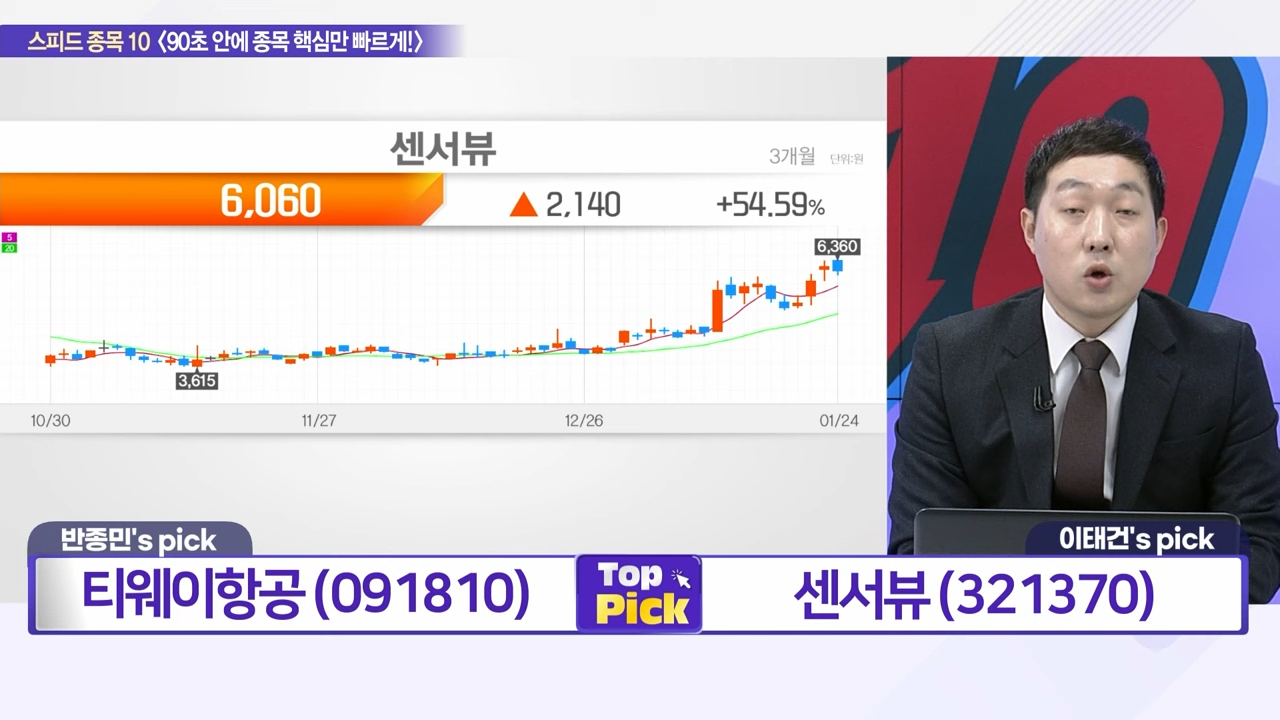 스피드 종목 10 〈90초 안에 종목 핵심만 빠르게!〉
센서뷰
3개월 단위:원
6,060 ▲ 2,140 +54.59%
5
20
6,360
3,615
10/30 11/27 12/26 01/24
반종민's pick
이태건's pick
티웨이항공 (091810)
Top
Pick
센서뷰 (321370)